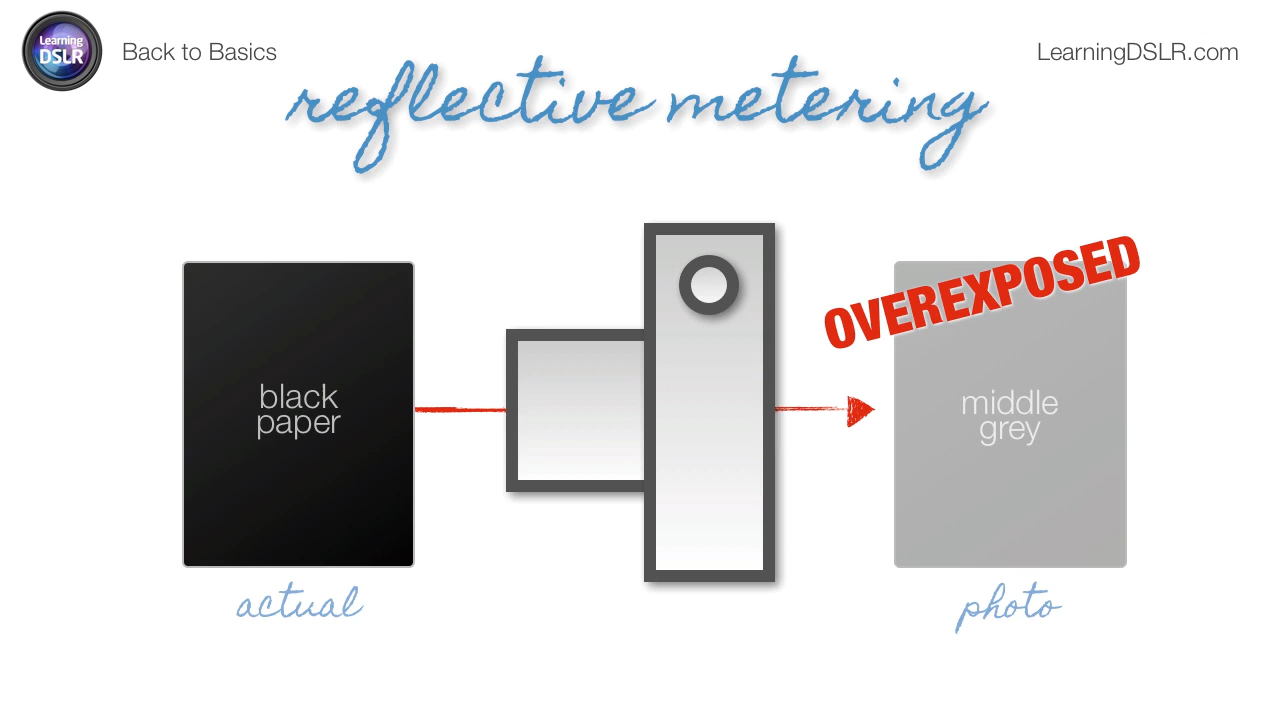 Learning
DSLR
Back to Basics
LearningDSLR.com
reflective metering
black
paper
OVEREXPOSED
middle
grey
actual
photo